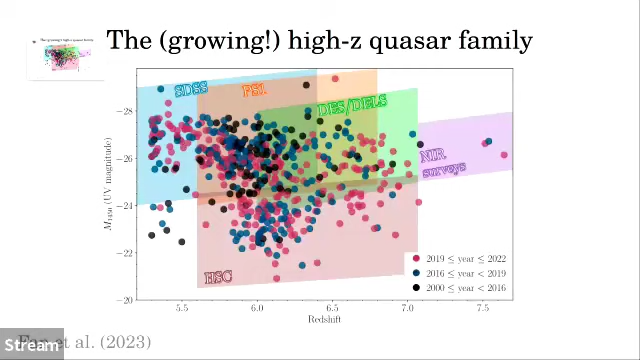 The (growing!) high-z quasar family
SDSS
PS1
DES/DELS
NIR
surveys
HSC
−28
−26
−24
−22
−20
M1450 (UV magnitude)
5.5 6.0 6.5 7.0 7.5
Redshift
2019 ≤ year ≤ 2022
2016 ≤ year < 2019
2000 ≤ year < 2016
Fan et al. (2023)
Stream